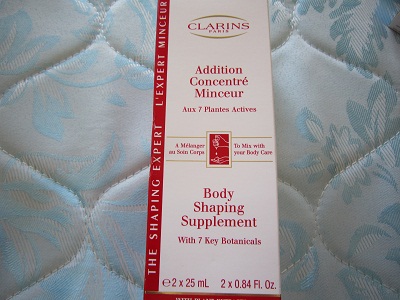 CLARINS
PARIS
Addition
Concentré
Minceur
Aux 7 Plantes Actives
A Mélanger
au Soin Corps
To Mix with
your Body Care
Body
Shaping
Supplement
With 7 Key Botanicals
℮ 2 x 25 mL 2 x 0.84 Fl. Oz.
THE SHAPING EXPERT L'EXPERT MINCEUR